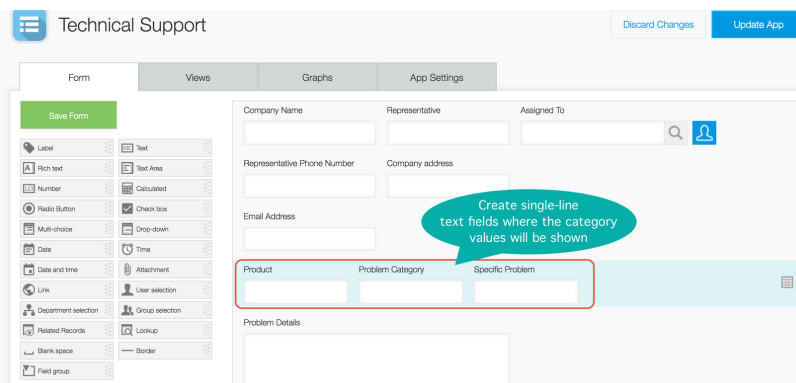 Technical Support
Discard Changes
Update App
Form
Views
Graphs
App Settings
Save Form
Label
ABC Text
A Rich text
Text Area
123 Number
Calculated
Radio Button
Check box
Multi-choice
Drop-down
Date
Time
Date and time
Attachment
Link
User selection
Department selection
Group selection
Related Records
Lookup
Blank space
Border
Field group
Company Name
Representative
Assigned To
Representative Phone Number
Company address
Email Address
Create single-line
text fields where the category
values will be shown
Product
Problem Category
Specific Problem
Problem Details